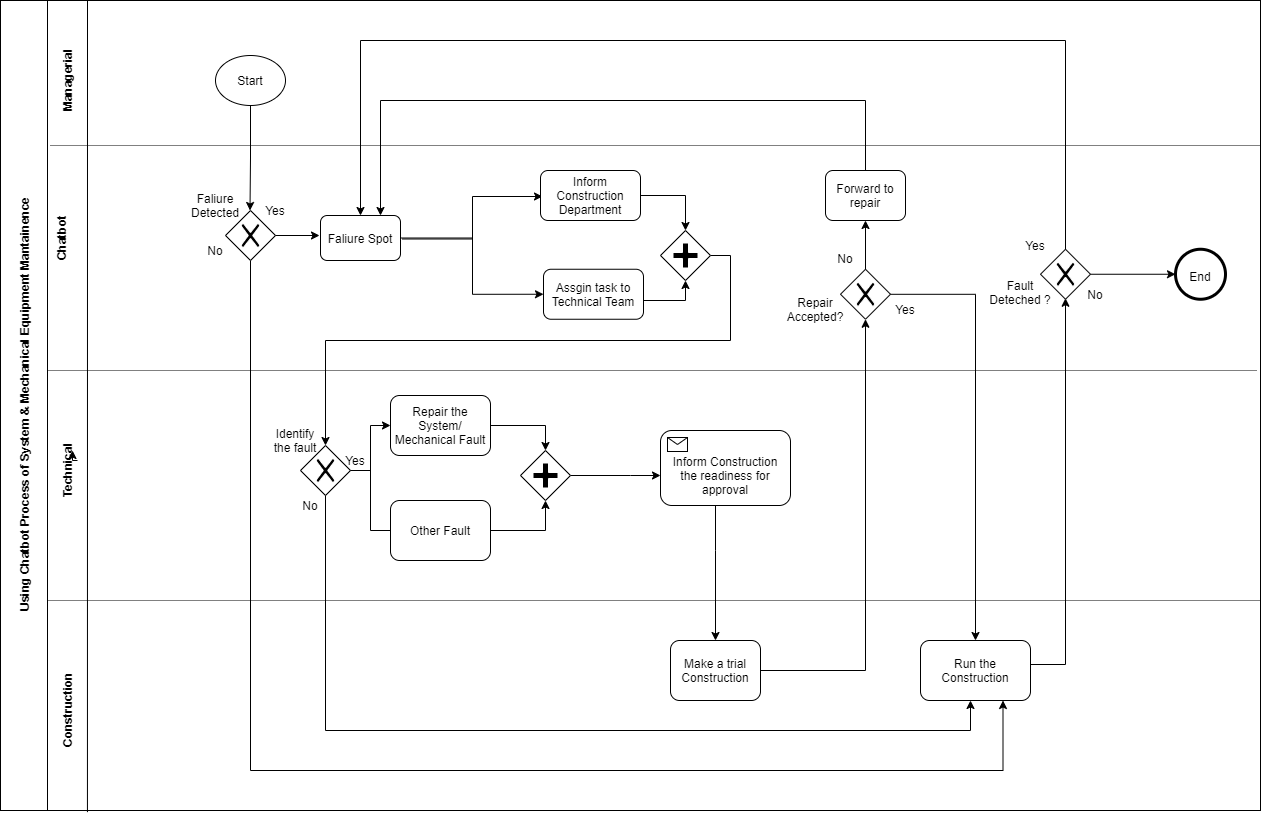 Using Chatbot Process of System & Mechanical Equipment Mantainence
Managerial
Start
Chatbot
Faliure
Detected
Yes
No
Faliure Spot
Inform
Construction
Department
Assgin task to
Technical Team
Forward to
repair
No
Repair
Accepted?
Yes
Yes
Fault
Deteched ?
No
End
Technical
Identify
the fault
Yes
No
Repair the
System/
Mechanical Fault
Other Fault
Inform Construction
the readiness for
approval
Construction
Make a trial
Construction
Run the
Construction